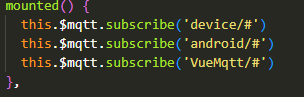 mounted() {
this.$mqtt.subscribe('device/#')
this.$mqtt.subscribe('android/#')
this.$mqtt.subscribe('VueMqtt/#')
},